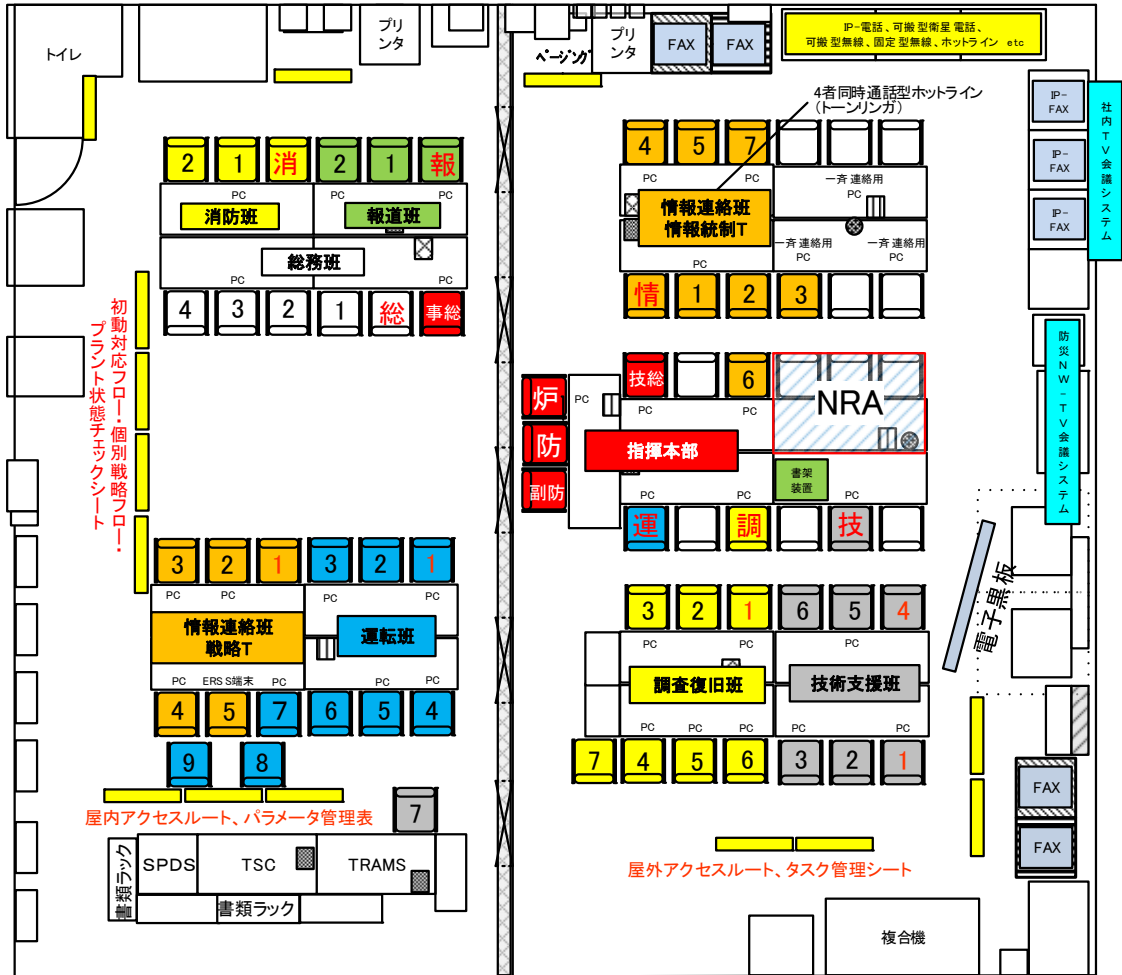 トイレ
プリ
ンタ
ページング
プリ
ンタ
FAX
FAX
IP-電話、可搬型衛星電話、
可搬型無線、固定型無線、ホットライン etc
4者同時通話型ホットライン
(トーンリンガ)
IP-
FAX
IP-
FAX
IP-
FAX
社内TV会議システム
2 1 消 2 1 報
PC PC PC
消防班 報道班
総務班
PC PC PC
4 3 2 1 総 事総
4 5 7
PC PC 一斉連絡用
PC
情報連絡班
情報統制T
一斉連絡用 一斉連絡用
PC PC PC
情 1 2 3
初動対応フロー・個別戦略フロー・
プラント状態チェックシート
炉
防
副防
PC
技総 6
PC PC
NRA
指揮本部
書架
装置
PC PC PC
運 調 技
防災NW-TV会議システム
電子黒板
3 2 1 3 2 1
PC PC PC PC
情報連絡班
戦略T
運転班
PC ERSS端末 PC PC PC
4 5 7 6 5 4
9 8
屋内アクセスルート、パラメータ管理表
7
書類ラック
SPDS
TSC
TRAMS
書類ラック
3 2 1 6 5 4
PC PC PC
調査復旧班 技術支援班
PC PC PC PC PC
7 4 5 6 3 2 1
屋外アクセスルート、タスク管理シート
FAX
FAX
複合機